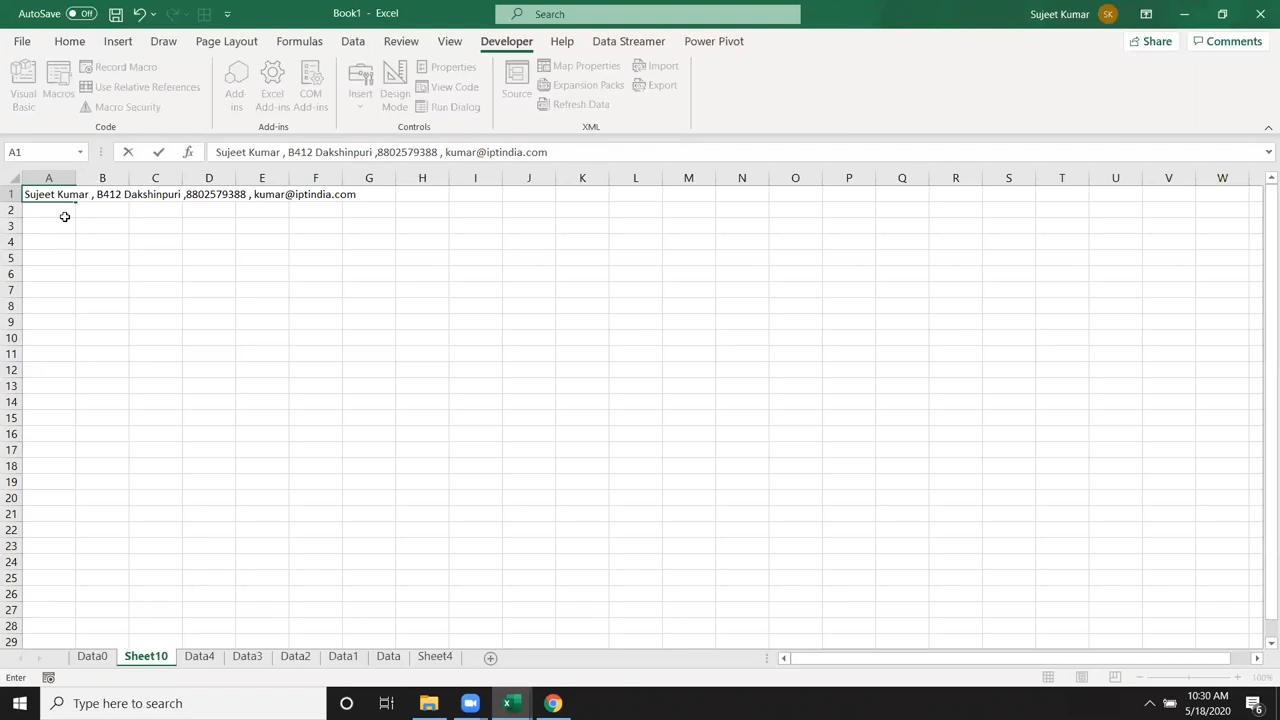 AutoSave Off Book1 - Excel Search Sujeet Kumar SK
File Home Insert Draw Page Layout Formulas Data Review View Developer Help Data Streamer Power Pivot Share Comments
Visual Basic Macros Record Macro Use Relative References Macro Security Add-ins Excel Add-ins COM Add-ins Insert Design Mode Properties View Code Run Dialog Source Map Properties Expansion Packs Refresh Data Import Export
Code Add-ins Controls XML
A1 fx Sujeet Kumar , B412 Dakshinpuri ,8802579388 , kumar@iptindia.com
A B C D E F G H I J K L M N O P Q R S T U V W
1 Sujeet Kumar , B412 Dakshinpuri ,8802579388 , kumar@iptindia.com
2
3
4
5
6
7
8
9
10
11
12
13
14
15
16
17
18
19
20
21
22
23
24
25
26
27
28
29
Data0 Sheet10 Data4 Data3 Data2 Data1 Data Sheet4
Enter 100%
Type here to search 10:30 AM
5/18/2020 6